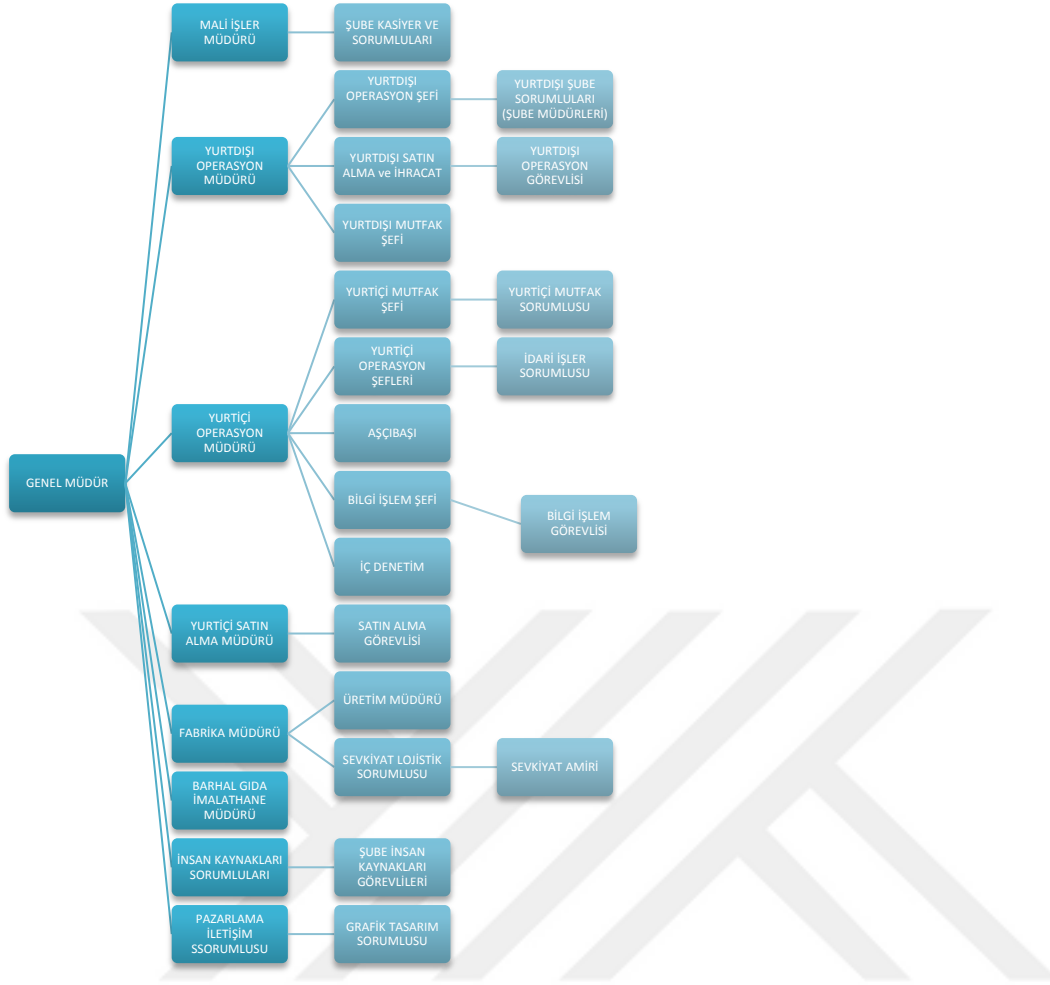 GENEL MÜDÜR
MALİ İŞLER
MÜDÜRÜ
ŞUBE KASİYER VE
SORUMLULARI
YURTDIŞI
OPERASYON
MÜDÜRÜ
YURTDIŞI
OPERASYON ŞEFİ
YURTDIŞI ŞUBE
SORUMLULARI
(ŞUBE MÜDÜRLERİ)
YURTDIŞI SATIN
ALMA ve İHRACAT
YURTDIŞI
OPERASYON
GÖREVLİSİ
YURTDIŞI MUTFAK
ŞEFİ
YURTİÇİ
OPERASYON
MÜDÜRÜ
YURTİÇİ MUTFAK
ŞEFİ
YURTİÇİ MUTFAK
SORUMLUSU
YURTİÇİ
OPERASYON
ŞEFLERİ
İDARİ İŞLER
SORUMLUSU
AŞÇIBAŞI
BİLGİ İŞLEM ŞEFİ
BİLGİ İŞLEM
GÖREVLİSİ
İÇ DENETİM
YURTİÇİ SATIN
ALMA MÜDÜRÜ
SATIN ALMA
GÖREVLİSİ
FABRİKA MÜDÜRÜ
ÜRETİM MÜDÜRÜ
SEVKİYAT LOJİSTİK
SORUMLUSU
SEVKİYAT AMİRİ
BARHAL GIDA
İMALATHANE
MÜDÜRÜ
İNSAN KAYNAKLARI
SORUMLULARI
ŞUBE İNSAN
KAYNAKLARI
GÖREVLİLERİ
PAZARLAMA
İLETİŞİM
SSORUMLUSU
GRAFİK TASARIM
SORUMLUSU